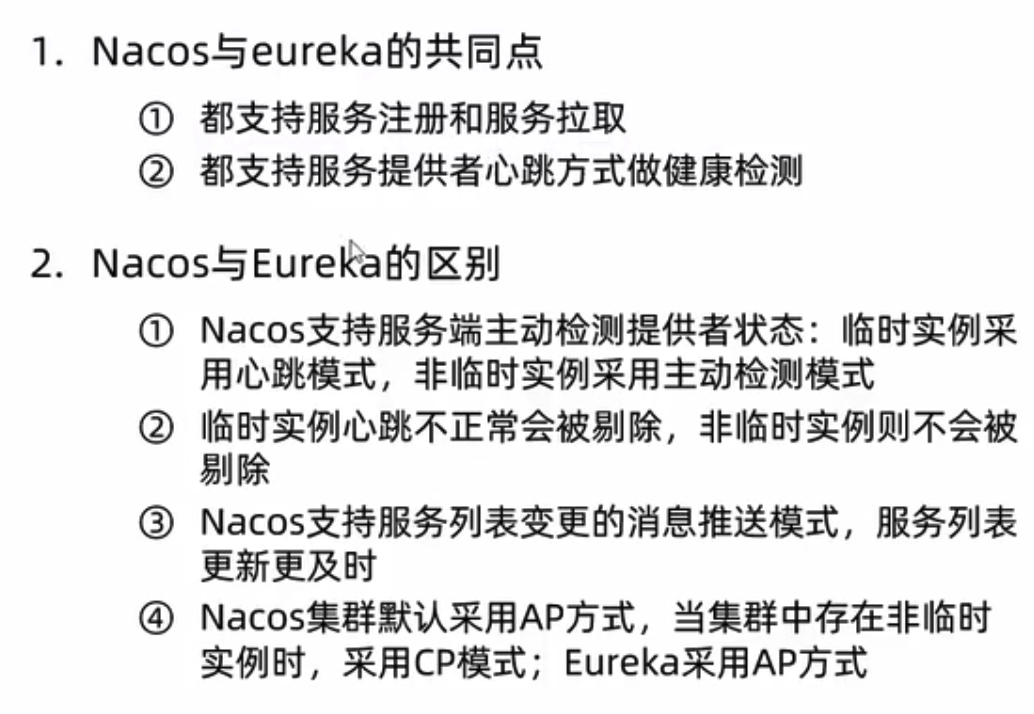 1. Nacos与eureka的共同点
① 都支持服务注册和服务拉取
② 都支持服务提供者心跳方式做健康检测
2. Nacos与Eureka的区别
① Nacos支持服务端主动检测提供者状态：临时实例采
用心跳模式，非临时实例采用主动检测模式
② 临时实例心跳不正常会被剔除，非临时实例则不会被
剔除
③ Nacos支持服务列表变更的消息推送模式，服务列表
更新更及时
④ Nacos集群默认采用AP方式，当集群中存在非临时
实例时，采用CP模式；Eureka采用AP方式